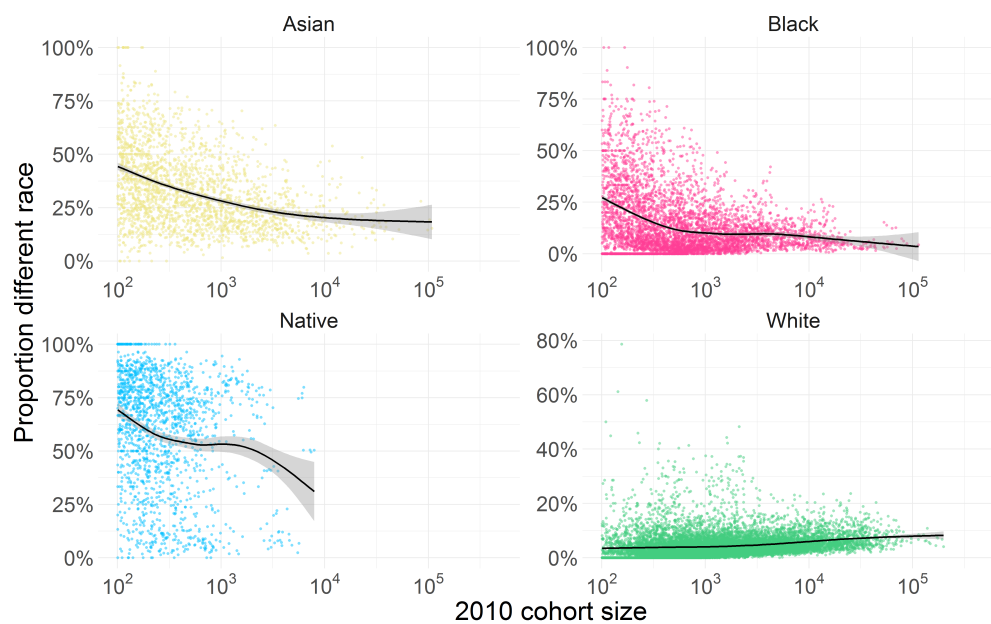 Asian
Black
100%
75%
50%
25%
0%
10² 10³ 10⁴ 10⁵
100%
75%
50%
25%
0%
10² 10³ 10⁴ 10⁵
Native
White
100%
75%
50%
25%
0%
10² 10³ 10⁴ 10⁵
80%
60%
40%
20%
0%
10² 10³ 10⁴ 10⁵
Proportion different race
2010 cohort size